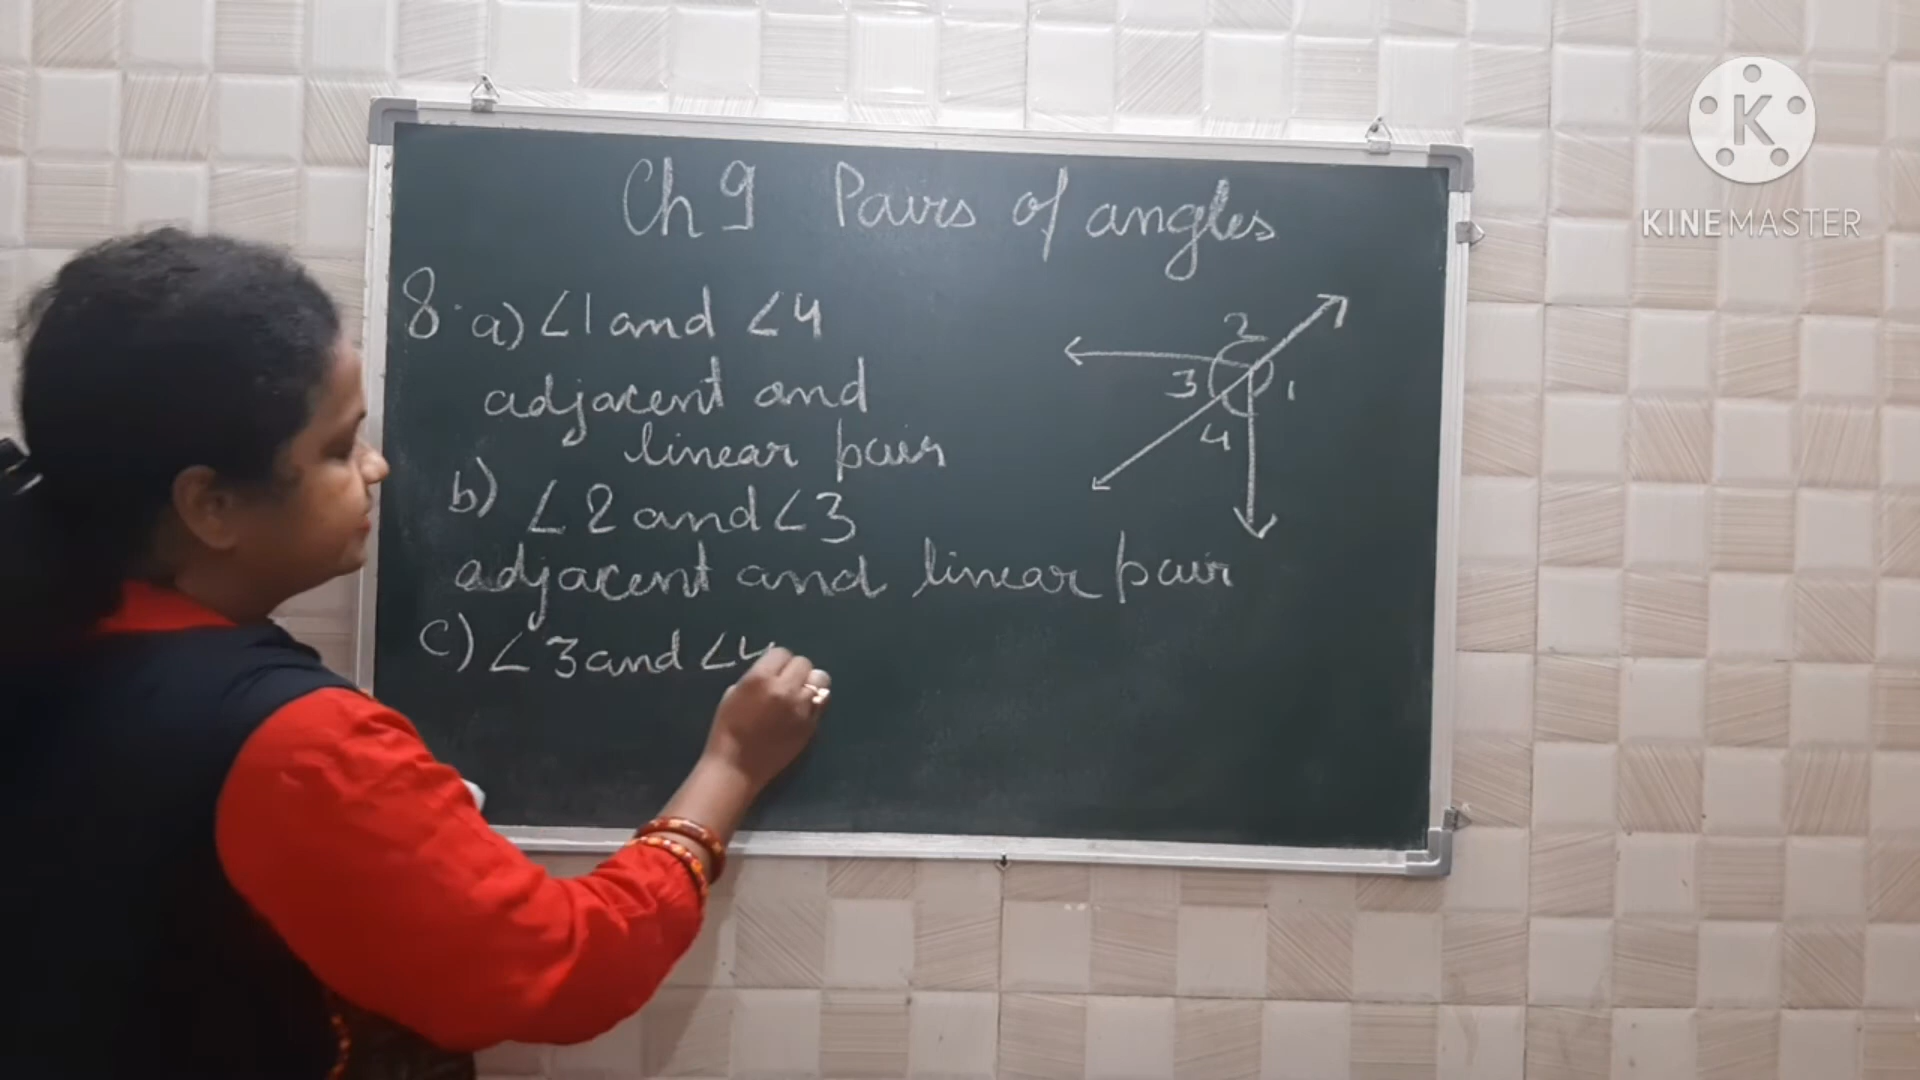 Ch 9 Pairs of angles
8. a) ∠1 and ∠4
adjacent and
linear pair
b) ∠2 and ∠3
adjacent and linear pair
c) ∠3 and ∠4
2
3
1
4
K
KINEMASTER